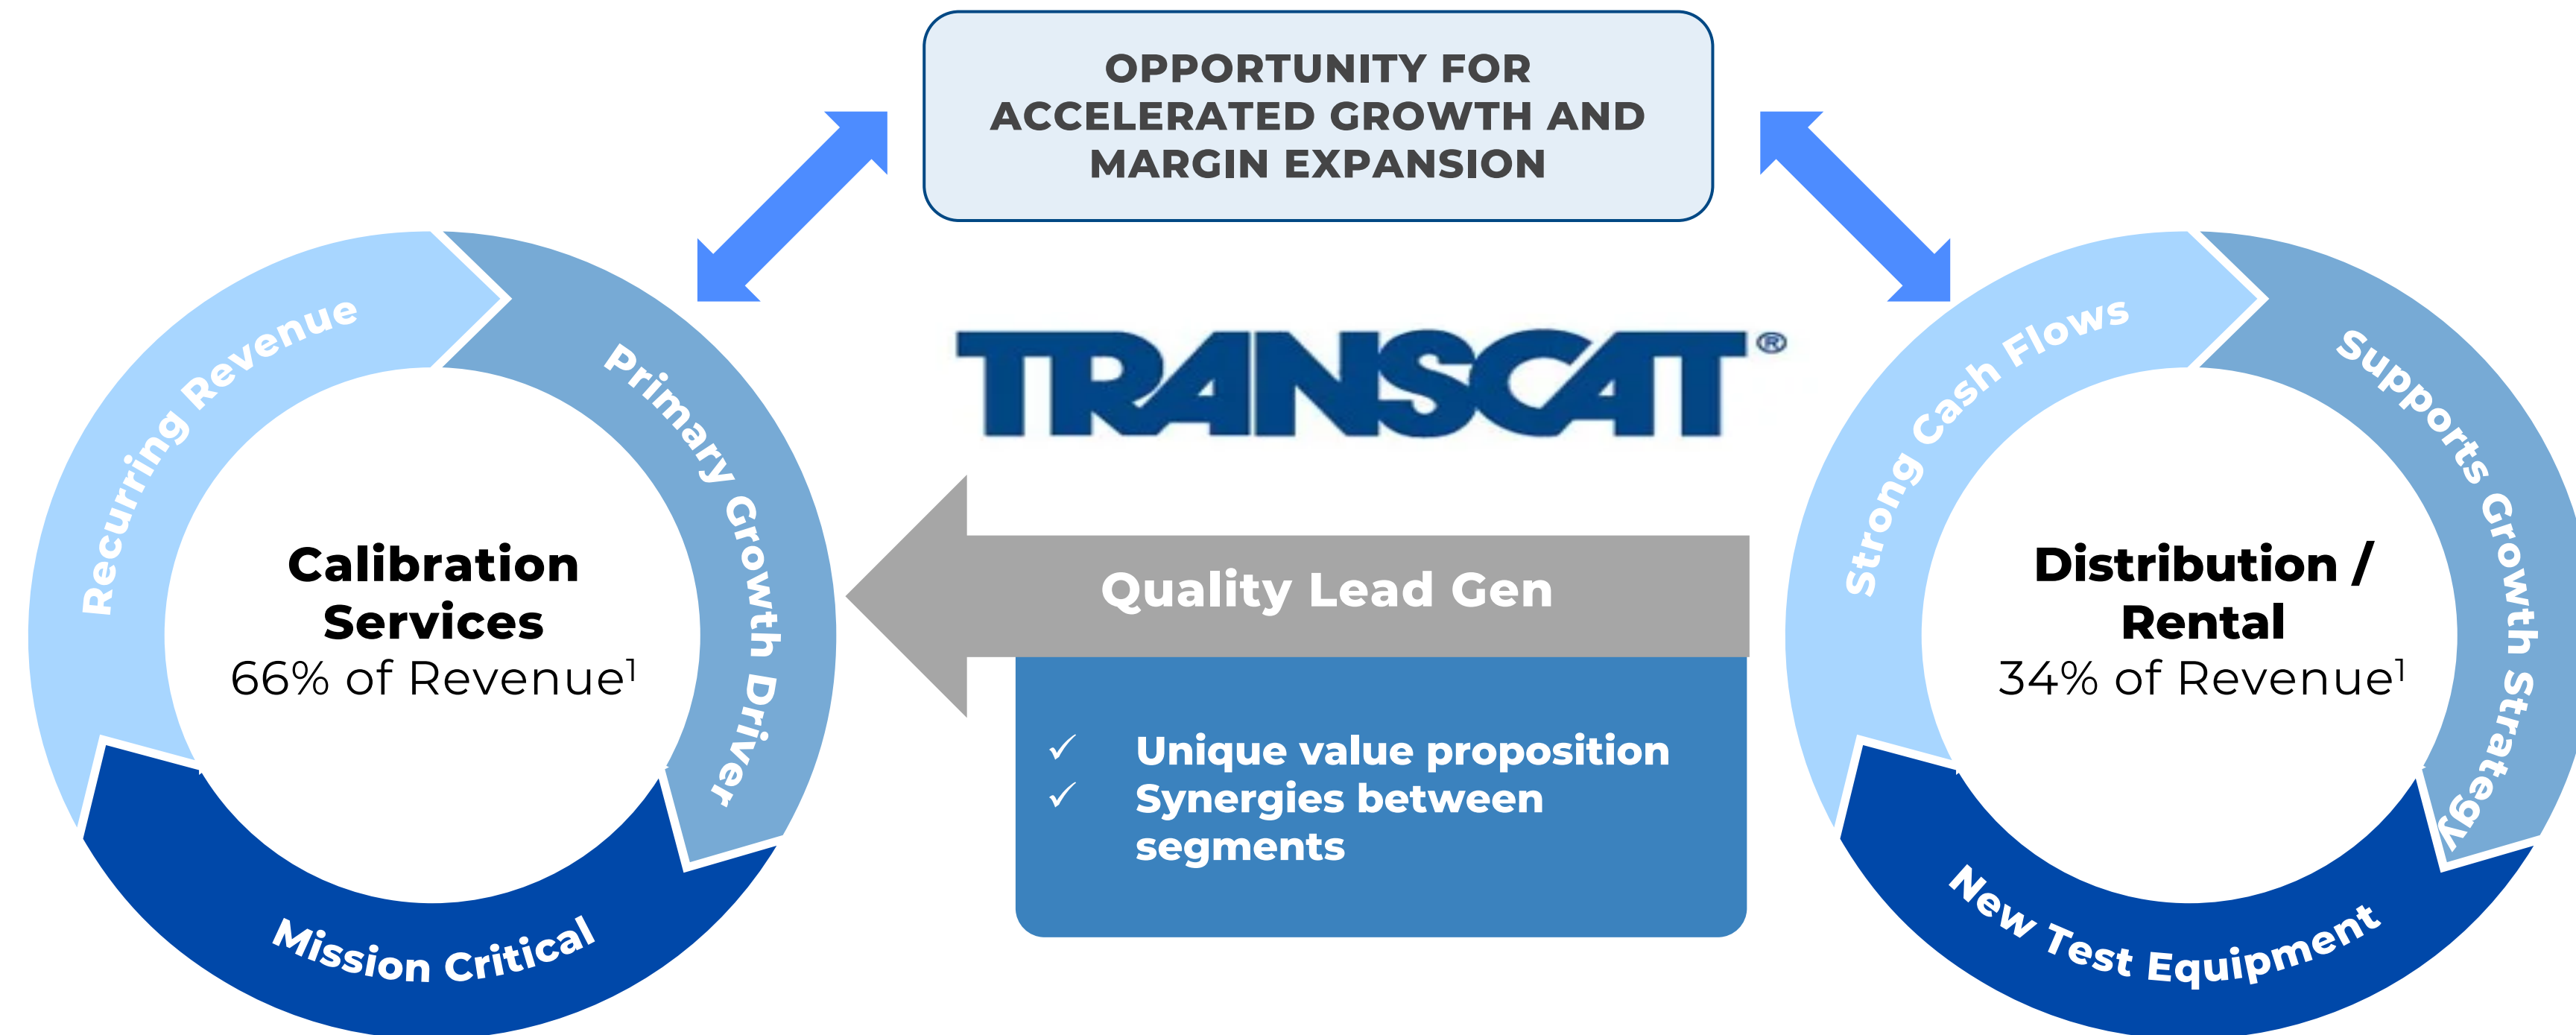 OPPORTUNITY FOR
ACCELERATED GROWTH AND
MARGIN EXPANSION
TRANSCAT®
Recurring Revenue
Primary Growth Driver
Mission Critical
Calibration
Services
66% of Revenue¹
Quality Lead Gen
✓ Unique value proposition
✓ Synergies between
segments
Strong Cash Flows
Supports Growth Strategy
New Test Equipment
Distribution /
Rental
34% of Revenue¹